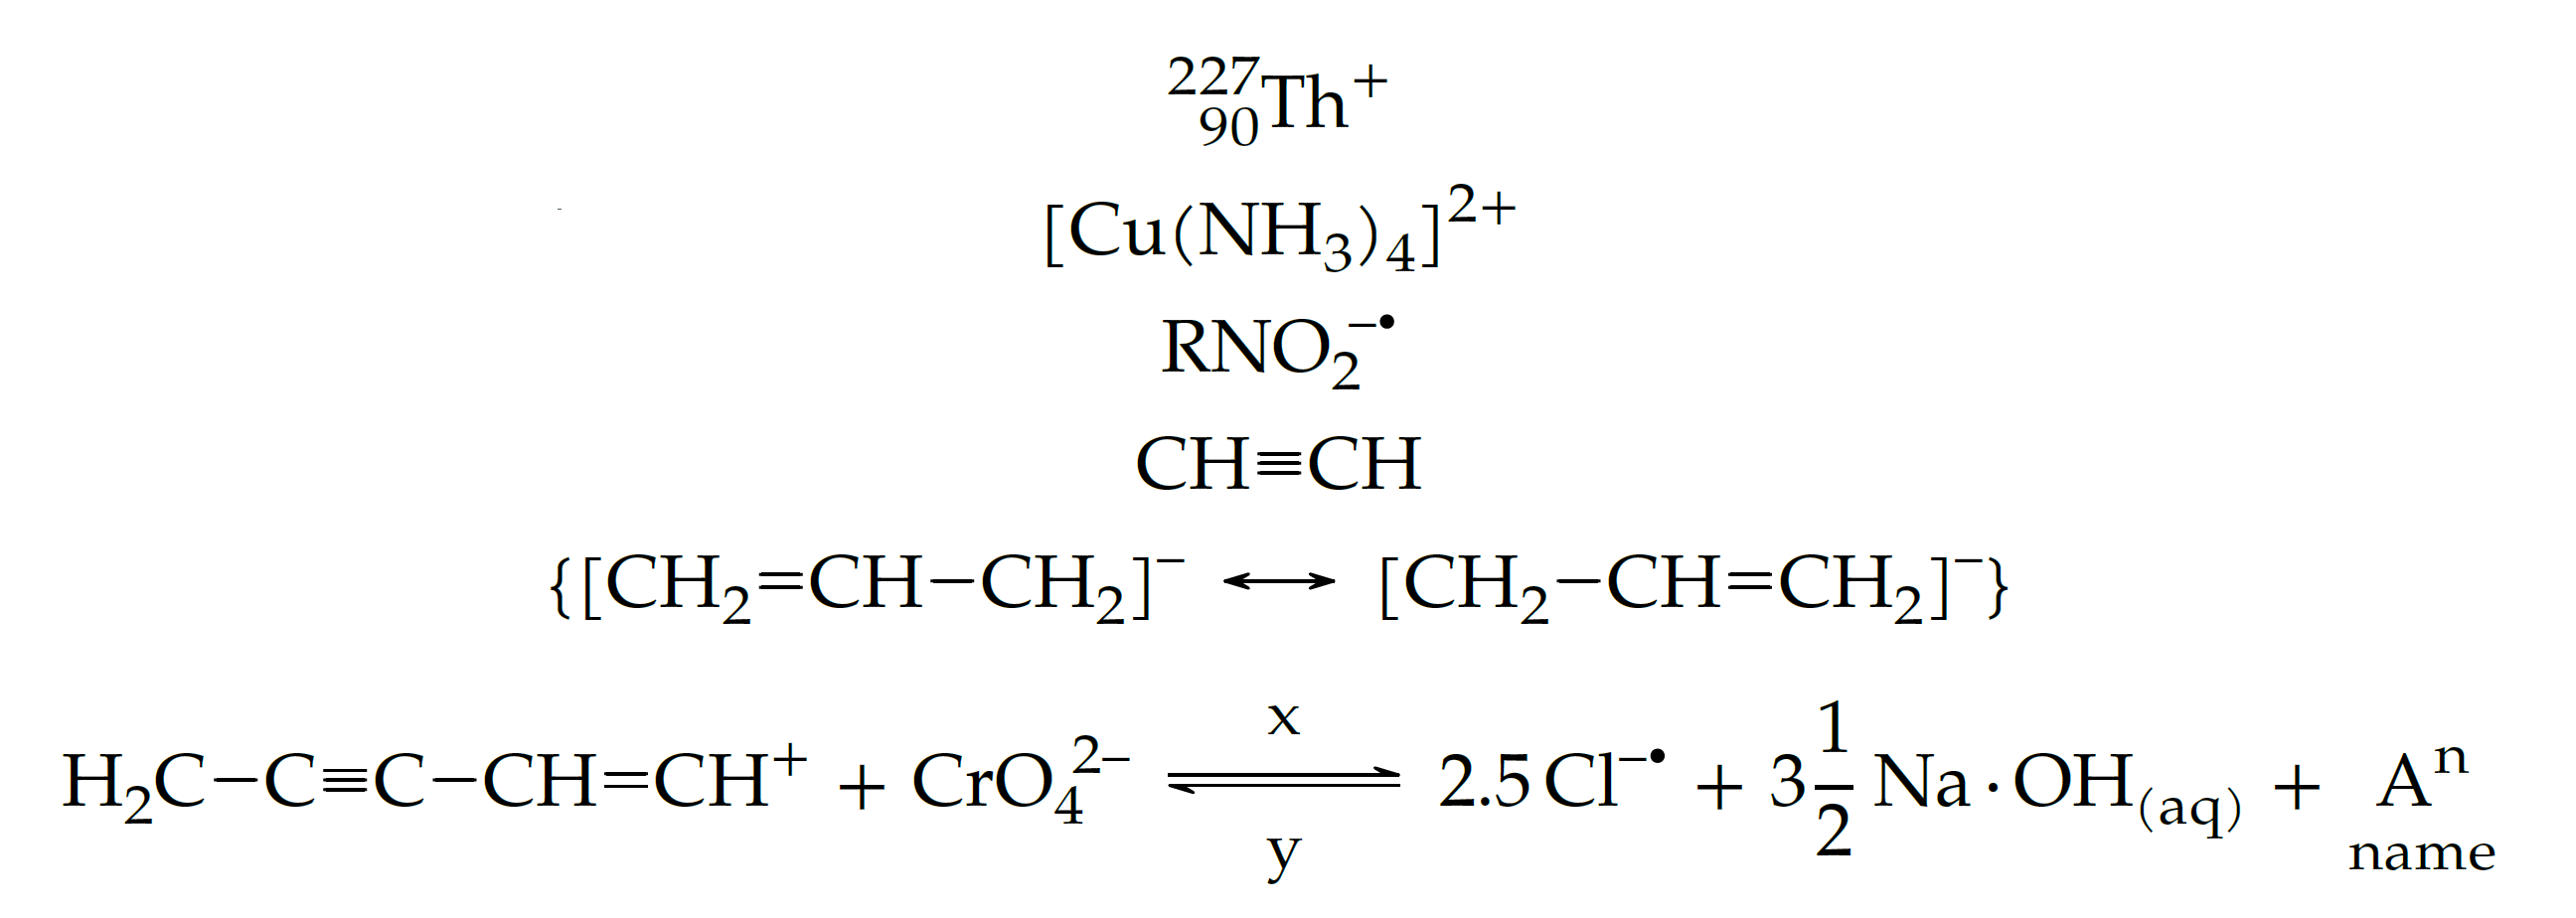 ²²⁷₉₀Th⁺
[Cu(NH₃)₄]²⁺
RNO₂⁻•
CH≡CH
{[CH₂=CH−CH₂]⁻ ↔ [CH₂−CH=CH₂]⁻}
x
H₂C−C≡C−CH=CH⁺ + CrO₄²⁻ ⇌ 2.5 Cl⁻• + 3½ Na · OH₍aq₎ + Aⁿ
y name